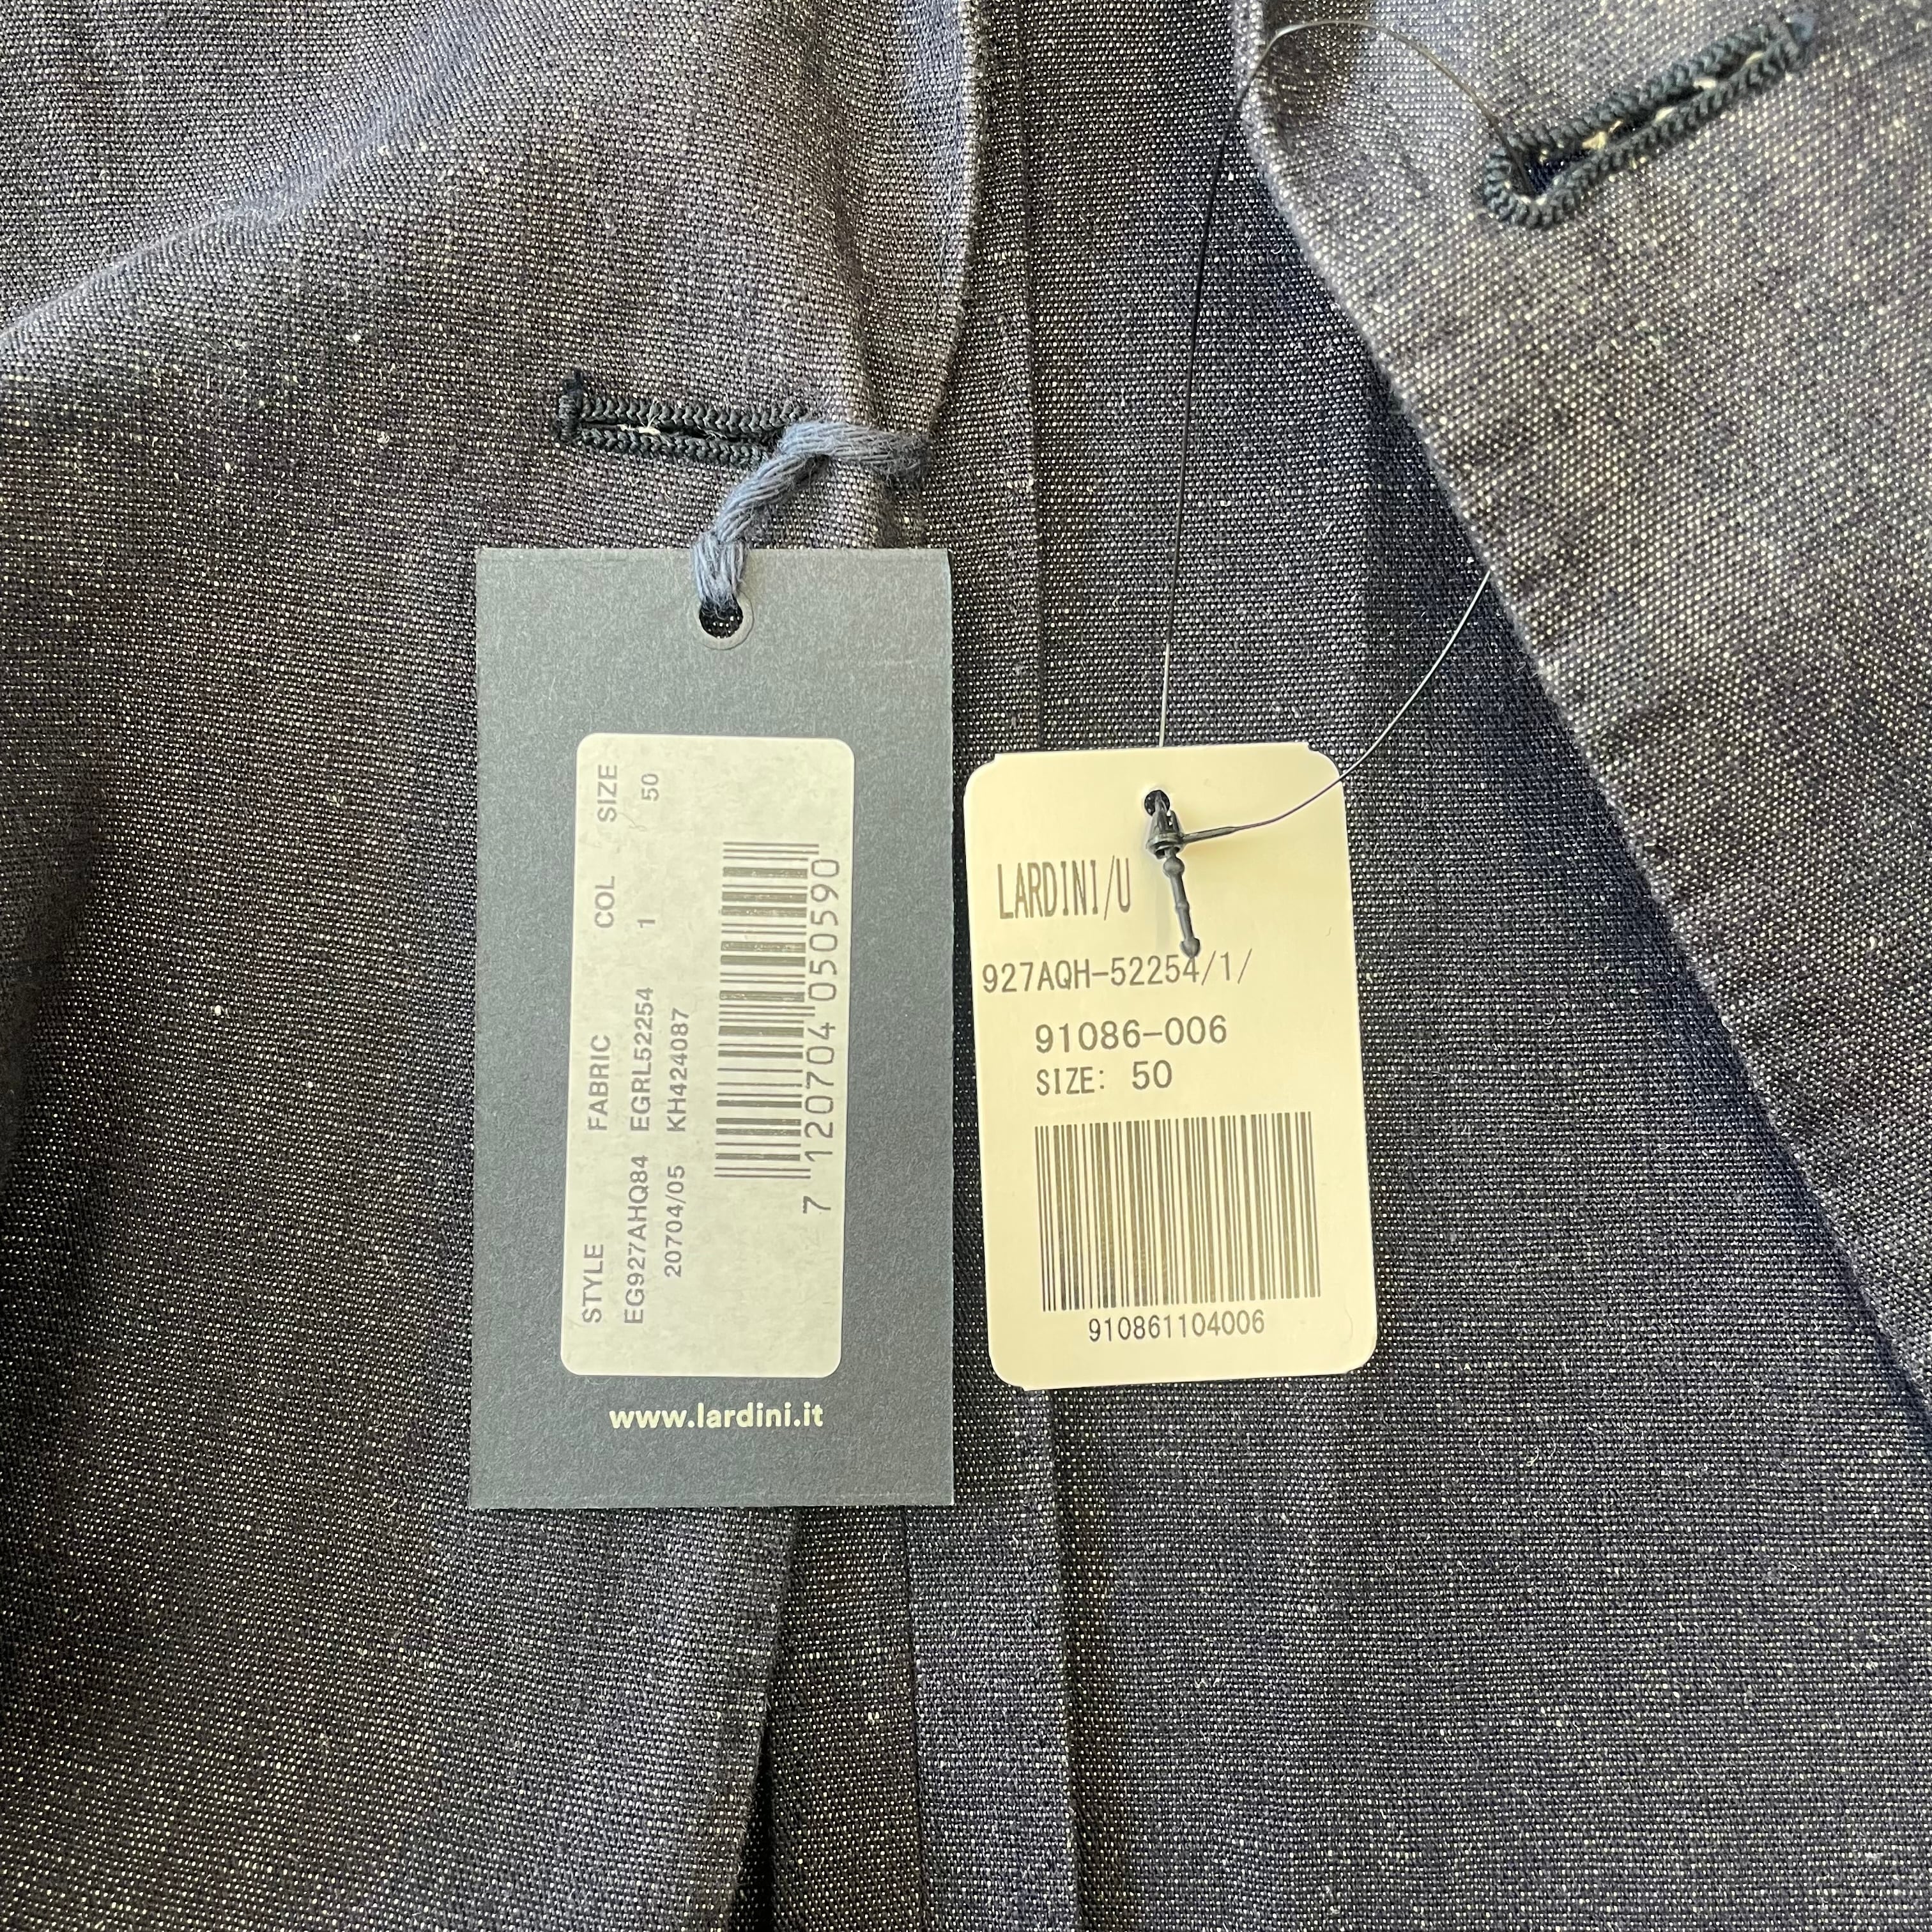 STYLE FABRIC COL SIZE
EG927AHQ84 EGRL52254 1 50
20704/05 KH424087
7 120704 050590
www.lardini.it
LARDINI/U
927AQH-52254/1/
91086-006
SIZE: 50
910861104006